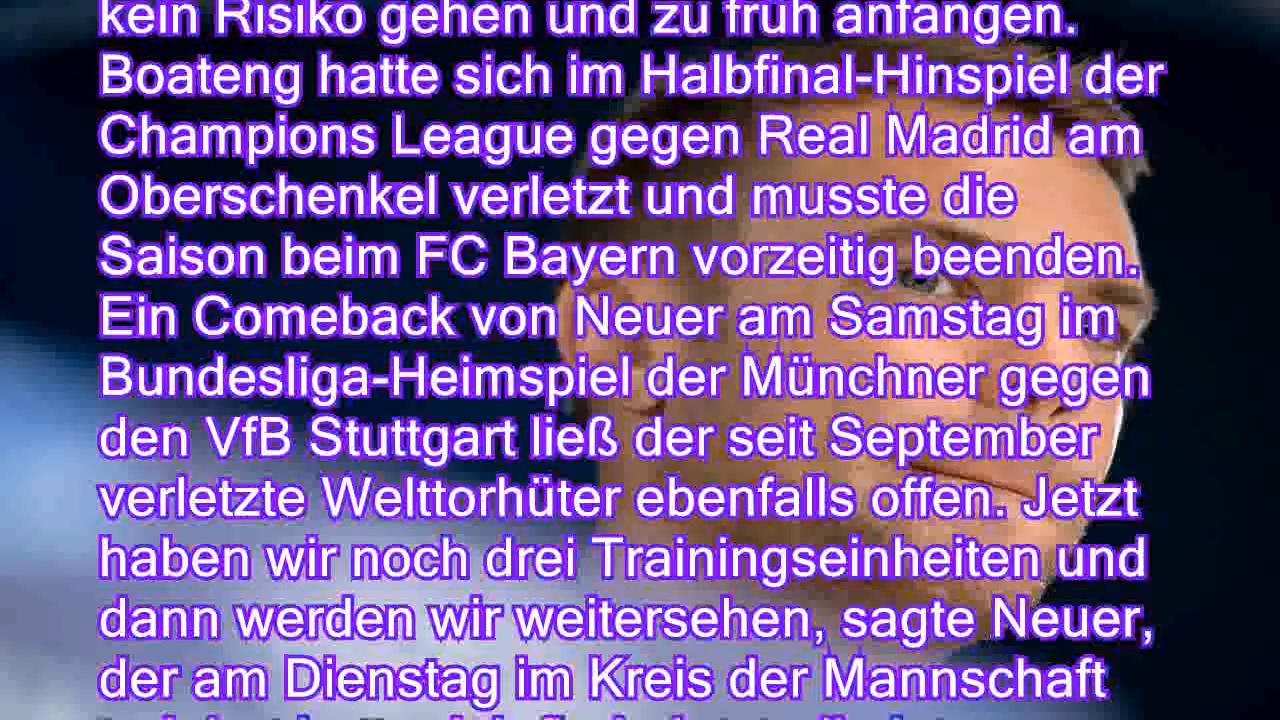 kein Risiko gehen und zu früh anfangen.
Boateng hatte sich im Halbfinal-Hinspiel der
Champions League gegen Real Madrid am
Oberschenkel verletzt und musste die
Saison beim FC Bayern vorzeitig beenden.
Ein Comeback von Neuer am Samstag im
Bundesliga-Heimspiel der Münchner gegen
den VfB Stuttgart ließ der seit September
verletzte Welttorhüter ebenfalls offen. Jetzt
haben wir noch drei Trainingseinheiten und
dann werden wir weitersehen, sagte Neuer,
der am Dienstag im Kreis der Mannschaft